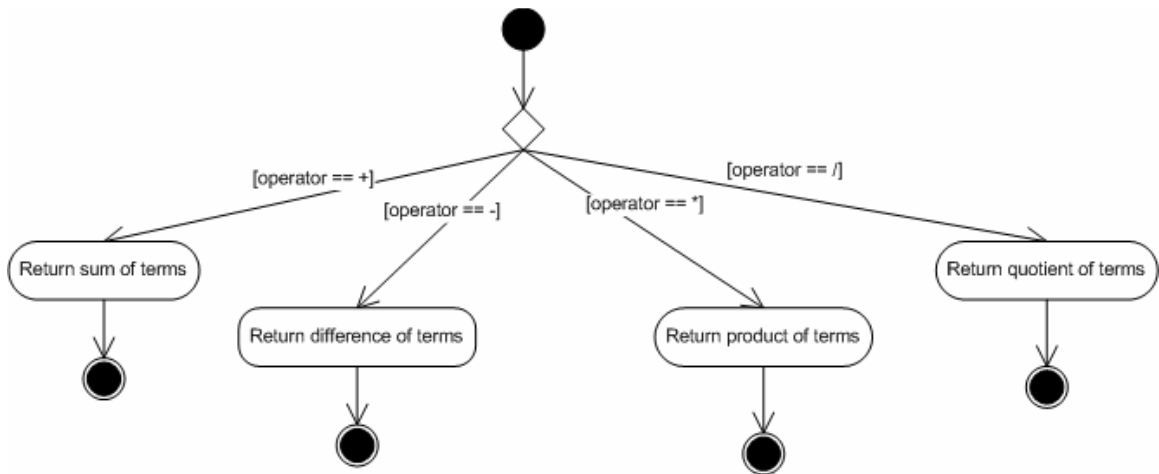 [operator == +]
[operator == -]
[operator == *]
[operator == /]
Return sum of terms
Return difference of terms
Return product of terms
Return quotient of terms